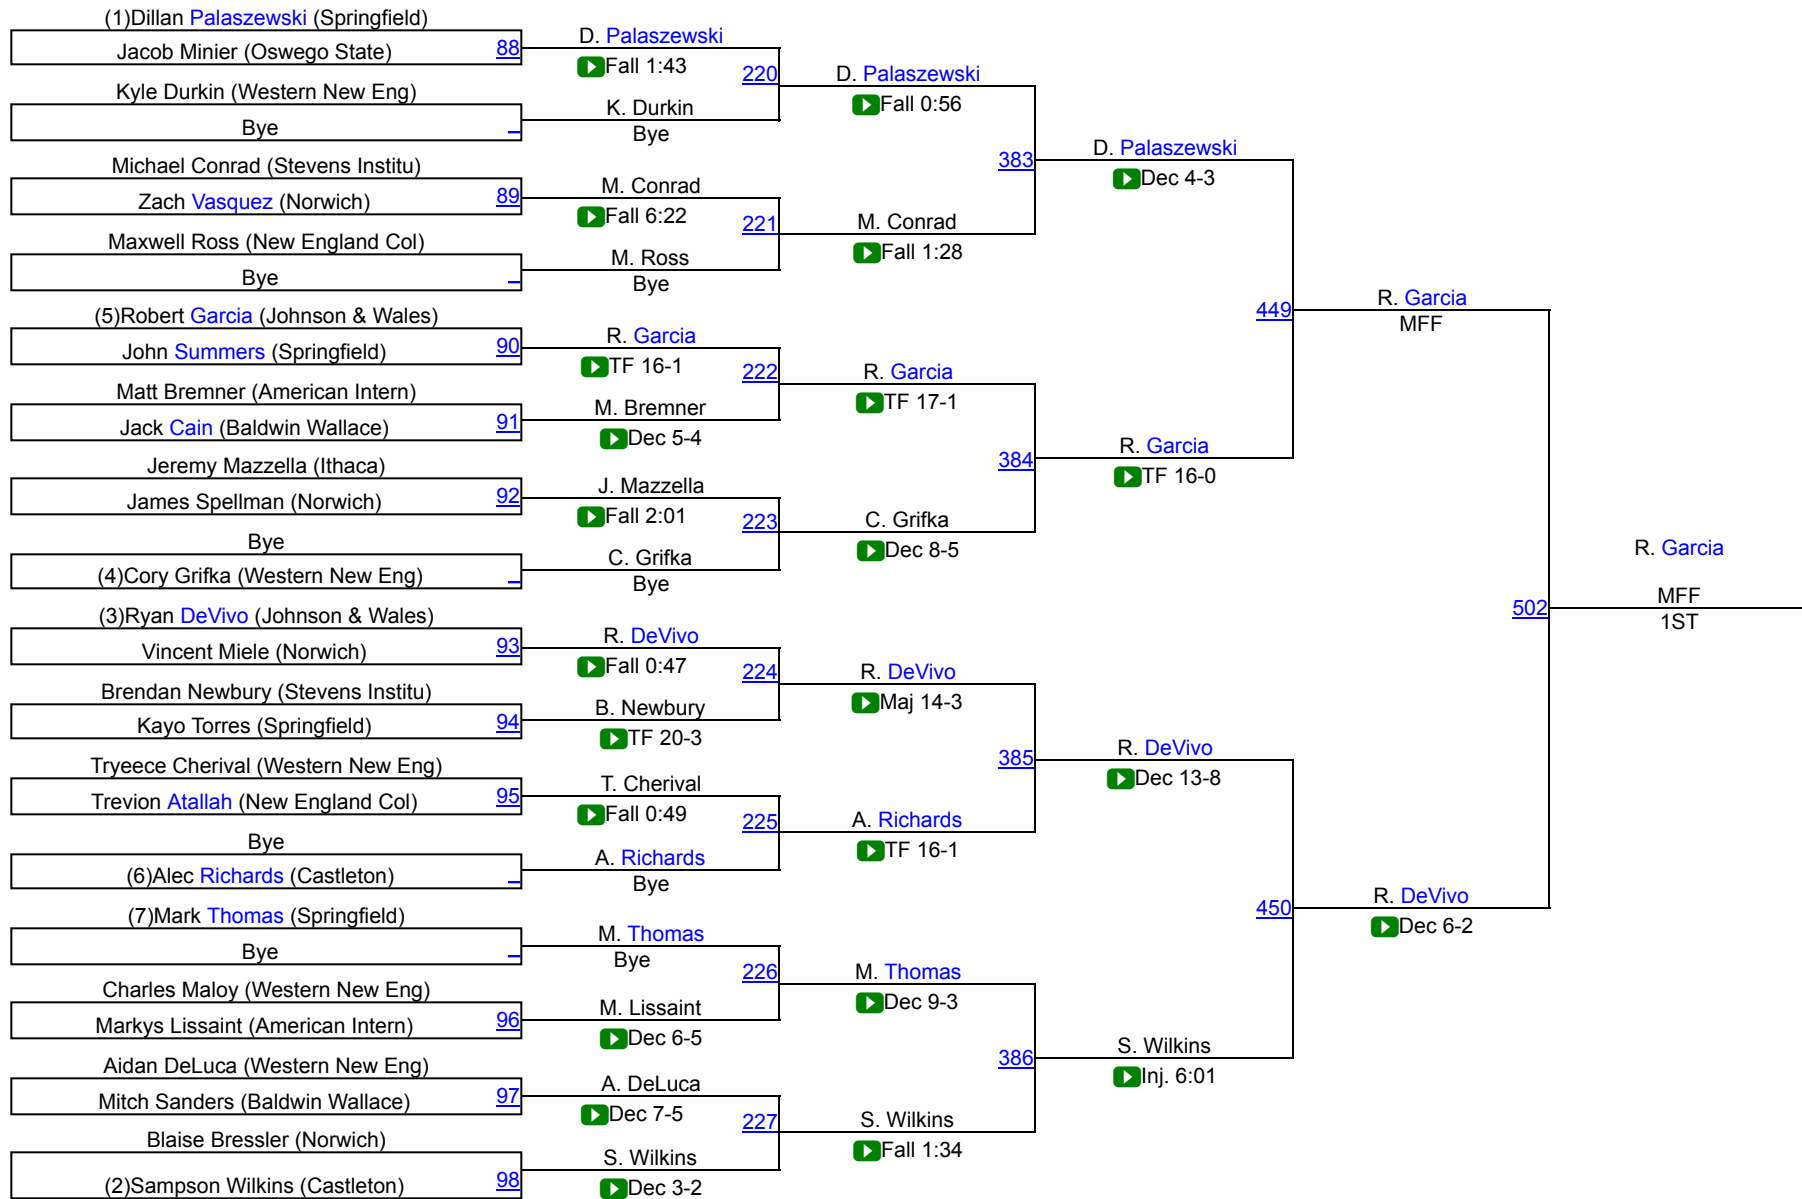 (1)Dillan Palaszewski (Springfield)
Jacob Minier (Oswego State) 88
Kyle Durkin (Western New Eng)
Bye
Michael Conrad (Stevens Institu)
Zach Vasquez (Norwich) 89
Maxwell Ross (New England Col)
Bye
(5)Robert Garcia (Johnson & Wales)
John Summers (Springfield) 90
Matt Bremner (American Intern)
Jack Cain (Baldwin Wallace) 91
Jeremy Mazzella (Ithaca)
James Spellman (Norwich) 92
Bye
(4)Cory Grifka (Western New Eng)
(3)Ryan DeVivo (Johnson & Wales)
Vincent Miele (Norwich) 93
Brendan Newbury (Stevens Institu)
Kayo Torres (Springfield) 94
Tryeece Cherival (Western New Eng)
Trevion Atallah (New England Col) 95
Bye
(6)Alec Richards (Castleton)
(7)Mark Thomas (Springfield)
Bye
Charles Maloy (Western New Eng)
Markys Lissaint (American Intern) 96
Aidan DeLuca (Western New Eng)
Mitch Sanders (Baldwin Wallace) 97
Blaise Bressler (Norwich)
(2)Sampson Wilkins (Castleton) 98
D. Palaszewski
Fall 1:43
220
K. Durkin
Bye
M. Conrad
Fall 6:22
221
M. Ross
Bye
R. Garcia
TF 16-1
222
M. Bremner
Dec 5-4
J. Mazzella
Fall 2:01
223
C. Grifka
Bye
R. DeVivo
Fall 0:47
224
B. Newbury
TF 20-3
T. Cherival
Fall 0:49
225
A. Richards
Bye
M. Thomas
Bye
226
M. Lissaint
Dec 6-5
A. DeLuca
Dec 7-5
227
S. Wilkins
Dec 3-2
D. Palaszewski
Fall 0:56
383
M. Conrad
Fall 1:28
R. Garcia
TF 17-1
384
C. Grifka
Dec 8-5
R. DeVivo
Maj 14-3
385
A. Richards
TF 16-1
M. Thomas
Dec 9-3
386
S. Wilkins
Fall 1:34
D. Palaszewski
Dec 4-3
449
R. Garcia
TF 16-0
R. DeVivo
Dec 13-8
450
S. Wilkins
Inj. 6:01
R. Garcia
MFF
502
R. DeVivo
Dec 6-2
R. Garcia
MFF
1ST